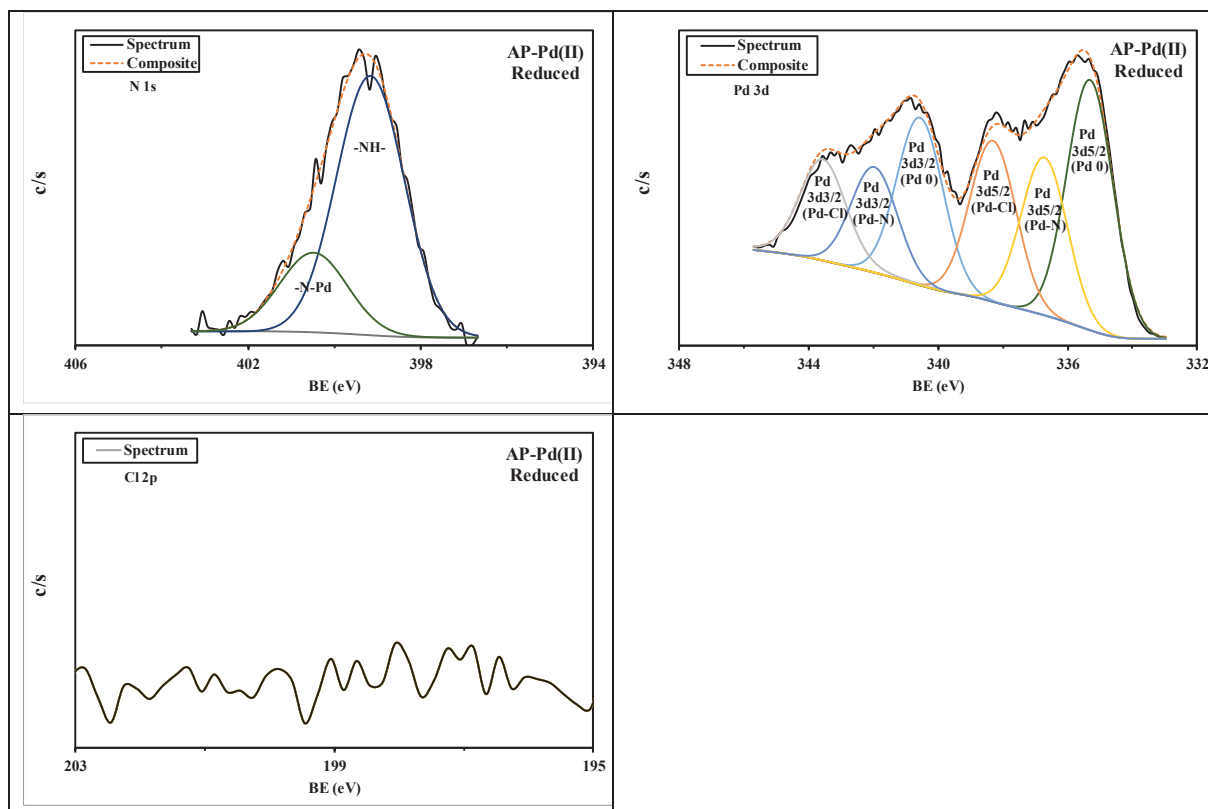 Spectrum
Composite
N 1s
AP-Pd(II)
Reduced
-NH-
-N-Pd
c/s
406
402
398
394
BE (eV)
Spectrum
Composite
Pd 3d
AP-Pd(II)
Reduced
Pd
3d3/2
(Pd-Cl)
Pd
3d3/2
(Pd-N)
Pd
3d3/2
(Pd 0)
Pd
3d5/2
(Pd-Cl)
Pd
3d5/2
(Pd-N)
Pd
3d5/2
(Pd 0)
c/s
348
344
340
336
332
BE (eV)
Spectrum
Cl 2p
AP-Pd(II)
Reduced
c/s
203
199
195
BE (eV)